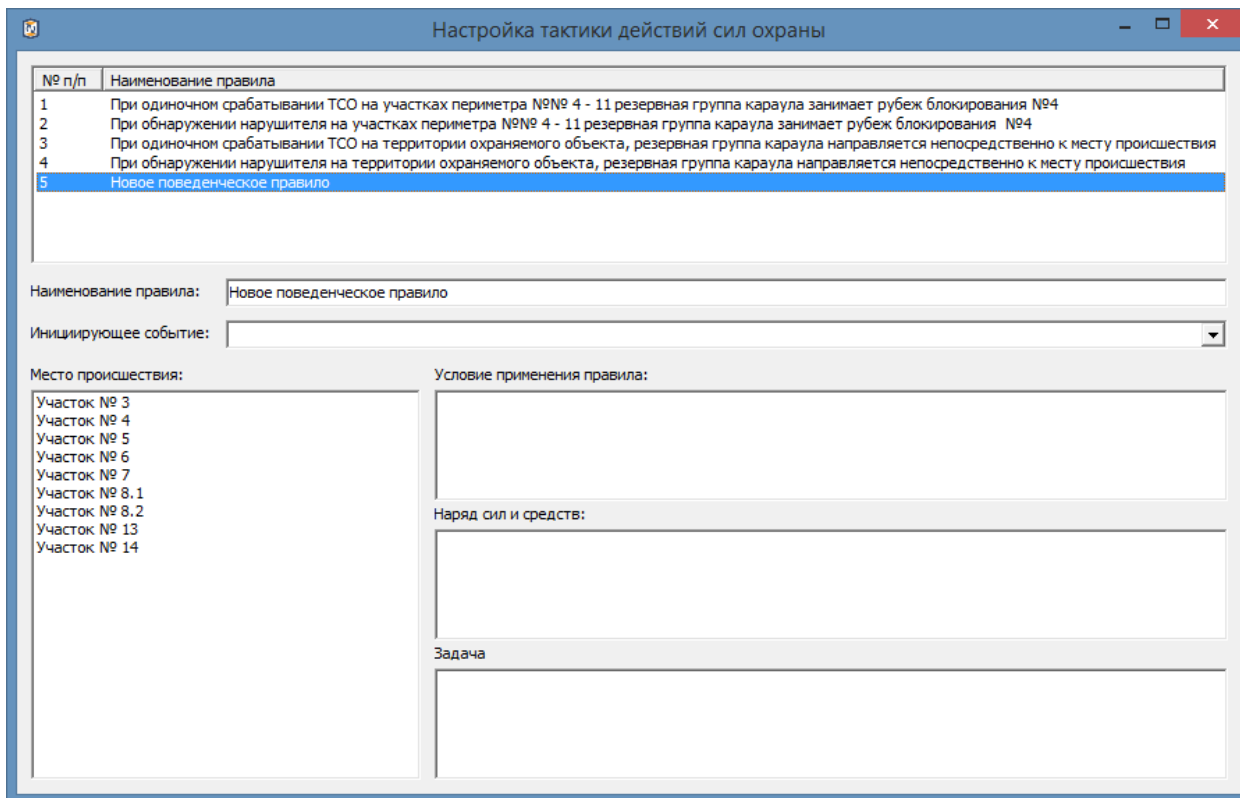 Настройка тактики действий сил охраны
№ п/п Наименование правила
1 При одиночном срабатывании ТСО на участках периметра №№ 4 - 11 резервная группа караула занимает рубеж блокирования №4
2 При обнаружении нарушителя на участках периметра №№ 4 - 11 резервная группа караула занимает рубеж блокирования №4
3 При одиночном срабатывании ТСО на территории охраняемого объекта, резервная группа караула направляется непосредственно к месту происшествия
4 При обнаружении нарушителя на территории охраняемого объекта, резервная группа караула направляется непосредственно к месту происшествия
5 Новое поведенческое правило
Наименование правила: Новое поведенческое правило
Инициирующее событие:
Место происшествия:
Участок № 3
Участок № 4
Участок № 5
Участок № 6
Участок № 7
Участок № 8.1
Участок № 8.2
Участок № 13
Участок № 14
Условие применения правила:
Наряд сил и средств:
Задача